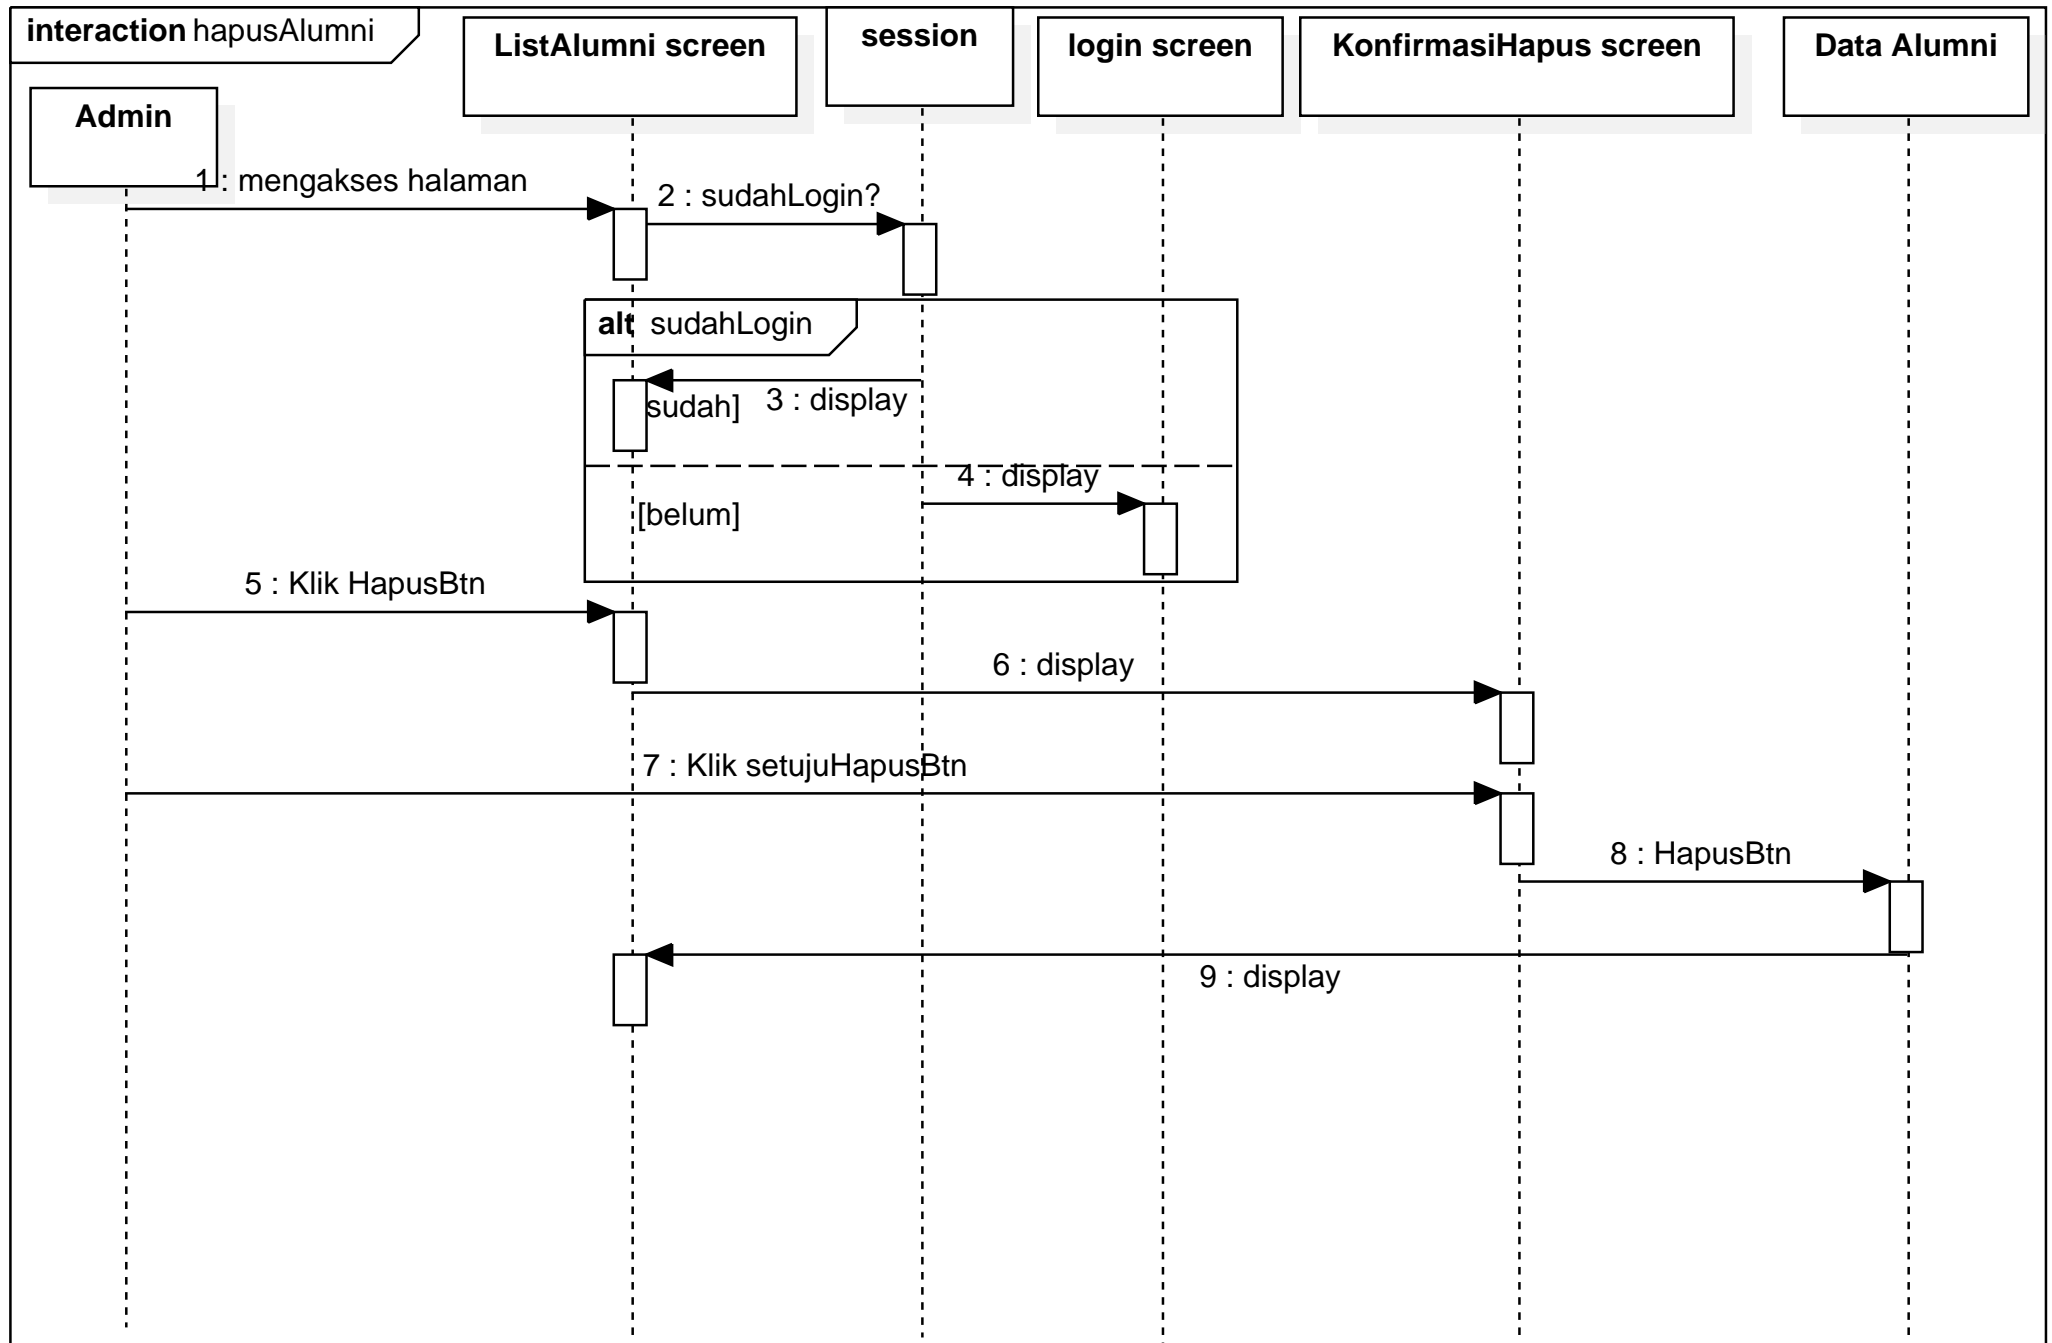 interaction hapusAlumni
ListAlumni screen
session
login screen
KonfirmasiHapus screen
Data Alumni
Admin
1 : mengakses halaman
2 : sudahLogin?
alt sudahLogin
sudah]
3 : display
4 : display
[belum]
5 : Klik HapusBtn
6 : display
7 : Klik setujuHapusBtn
8 : HapusBtn
9 : display